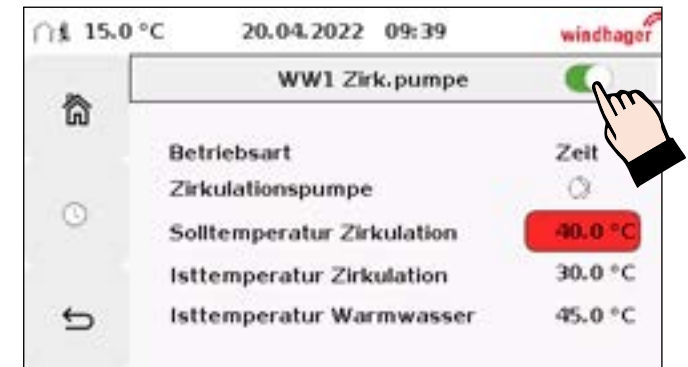 15.0 °C 20.04.2022 09:39 windhager
WW1 Zirk.pumpe
Betriebsart Zeit
Zirkulationspumpe
Solltemperatur Zirkulation 40.0 °C
Isttemperatur Zirkulation 30.0 °C
Isttemperatur Warmwasser 45.0 °C